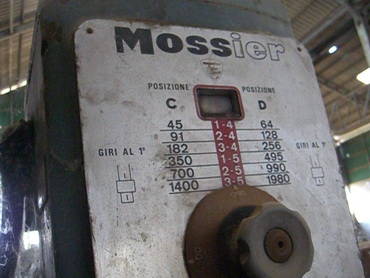 Mossier
POSIZIONE POSIZIONE
C D
45 1-4 64
91 2-4 128
182 3-4 256
GIRI AL 1° 350 1-5 495 GIRI AL 1°
700 2-5 990
1400 3-5 1980